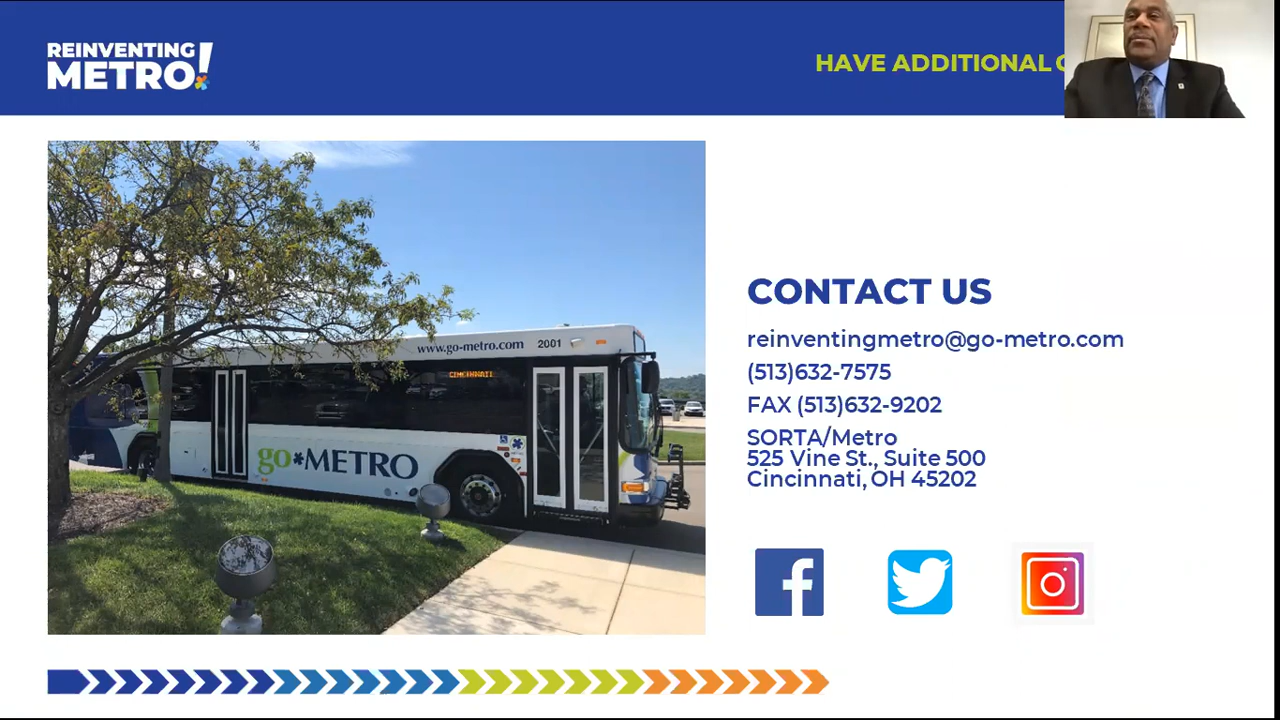 REINVENTING
METRO!
HAVE ADDITIONAL
www.go-metro.com 2001
CINCINNATI
go*METRO
CONTACT US
reinventingmetro@go-metro.com
(513)632-7575
FAX (513)632-9202
SORTA/Metro
525 Vine St., Suite 500
Cincinnati, OH 45202